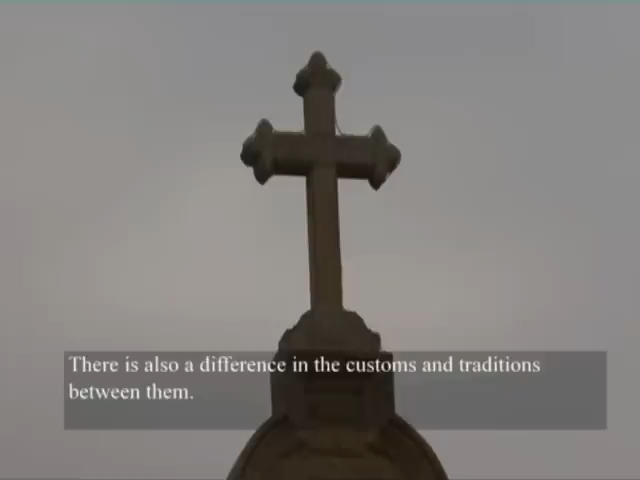 There is also a difference in the customs and traditions
between them.